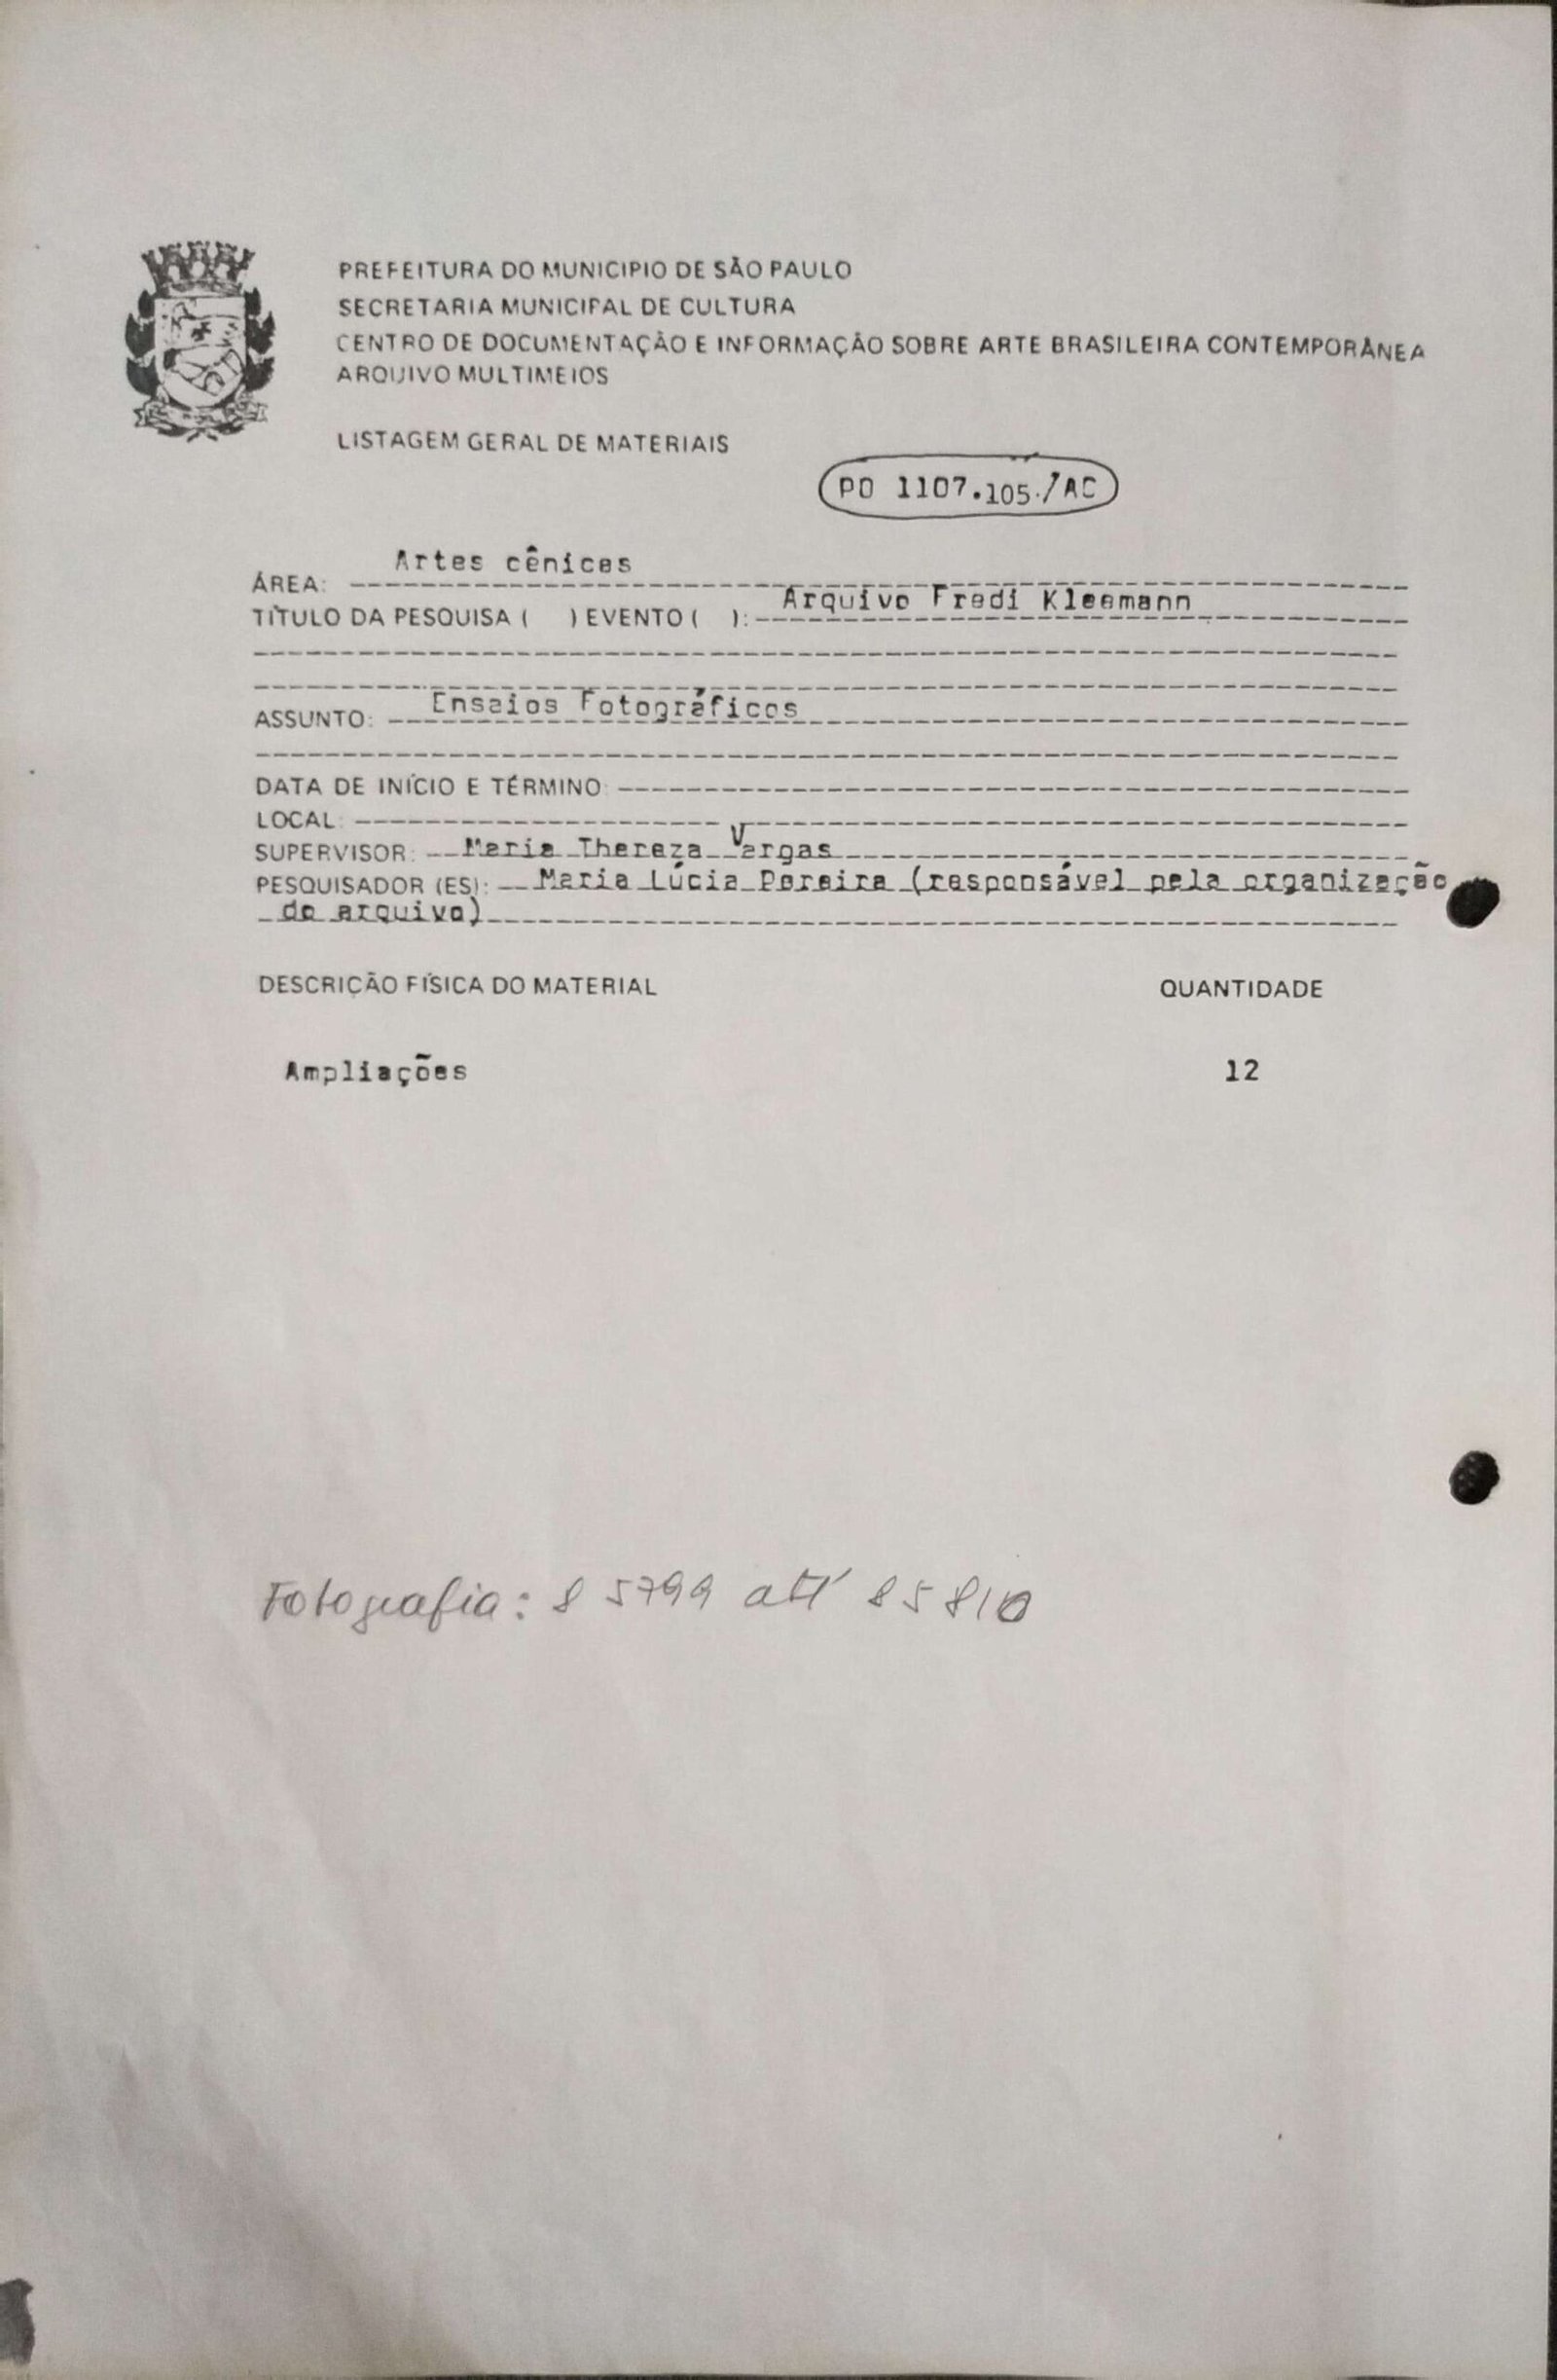 PREFEITURA DO MUNICIPIO DE SÃO PAULO
SECRETARIA MUNICIPAL DE CULTURA
CENTRO DE DOCUMENTAÇÃO E INFORMAÇÃO SOBRE ARTE BRASILEIRA CONTEMPORÂNEA
ARQUIVO MULTIMEIOS
LISTAGEM GERAL DE MATERIAIS
PO 1107.105./AC
ÁREA: Artes cênicas
TÍTULO DA PESQUISA ( ) EVENTO ( ): Arquivo Fredi Kleemann
ASSUNTO: Ensaios Fotográficos
DATA DE INÍCIO E TÉRMINO:
LOCAL:
SUPERVISOR: Maria Thereza Vargas
PESQUISADOR (ES): Maria Lúcia Pereira (responsável pela organização
do arquivo)
DESCRIÇÃO FÍSICA DO MATERIAL QUANTIDADE
Ampliações 12
Fotografia: 85799 até 85810